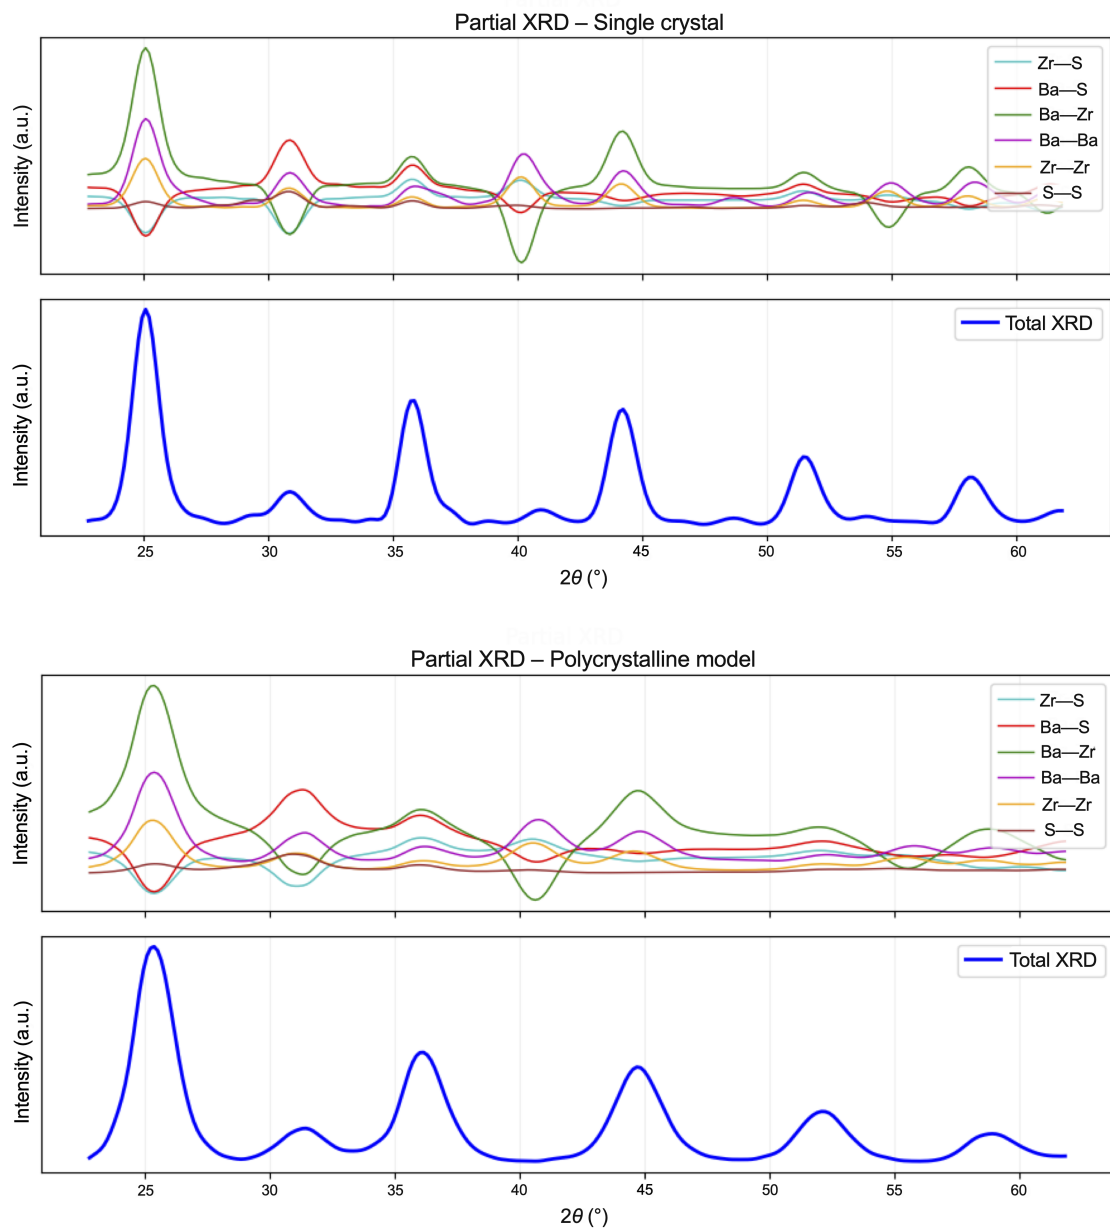 Partial XRD – Single crystal
Intensity (a.u.)
Zr—S
Ba—S
Ba—Zr
Ba—Ba
Zr—Zr
S—S
Intensity (a.u.)
Total XRD
25 30 35 40 45 50 55 60
2θ (°)
Partial XRD
Partial XRD – Polycrystalline model
Intensity (a.u.)
Zr—S
Ba—S
Ba—Zr
Ba—Ba
Zr—Zr
S—S
Intensity (a.u.)
Total XRD
25 30 35 40 45 50 55 60
2θ (°)